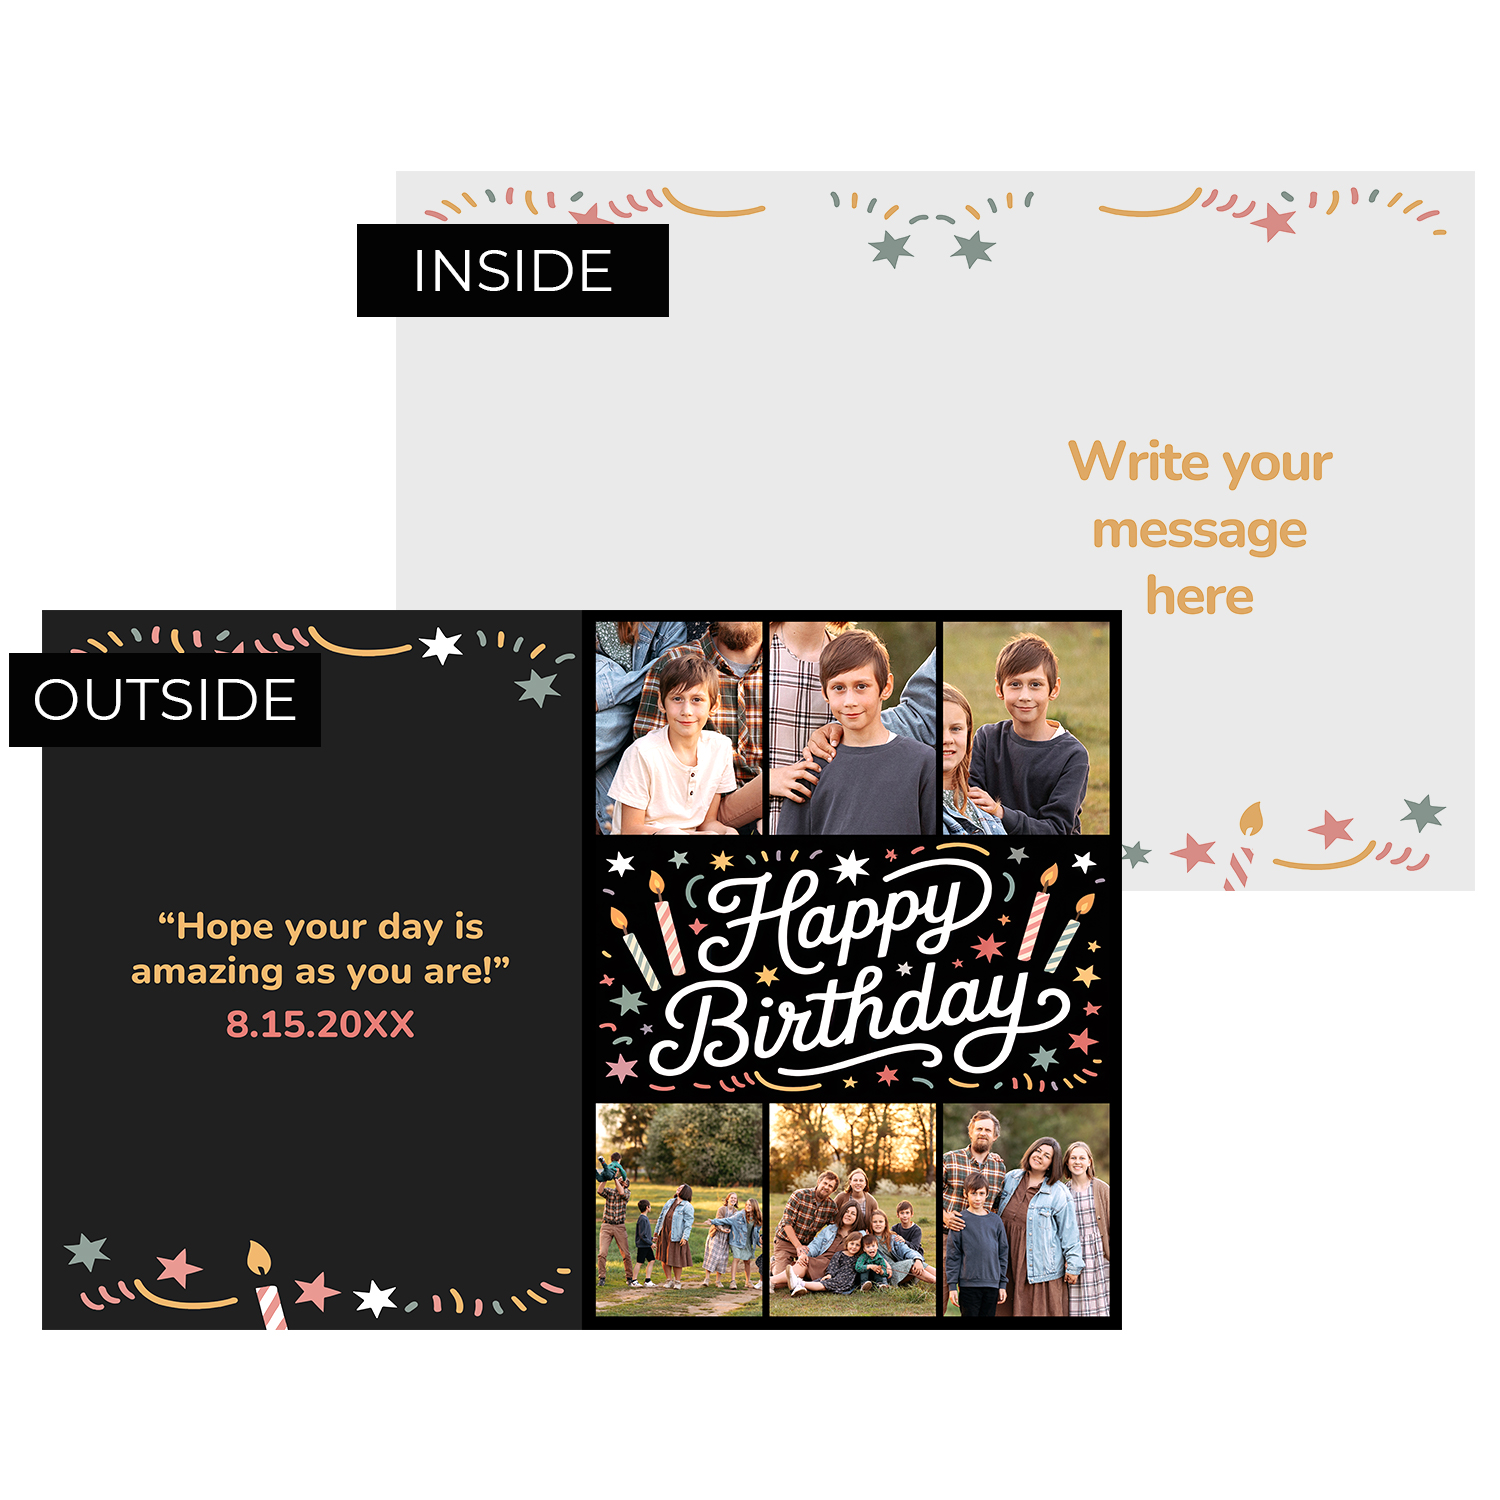 INSIDE
Write your
message
here
OUTSIDE
“Hope your day is
amazing as you are!”
8.15.20XX
Happy
Birthday